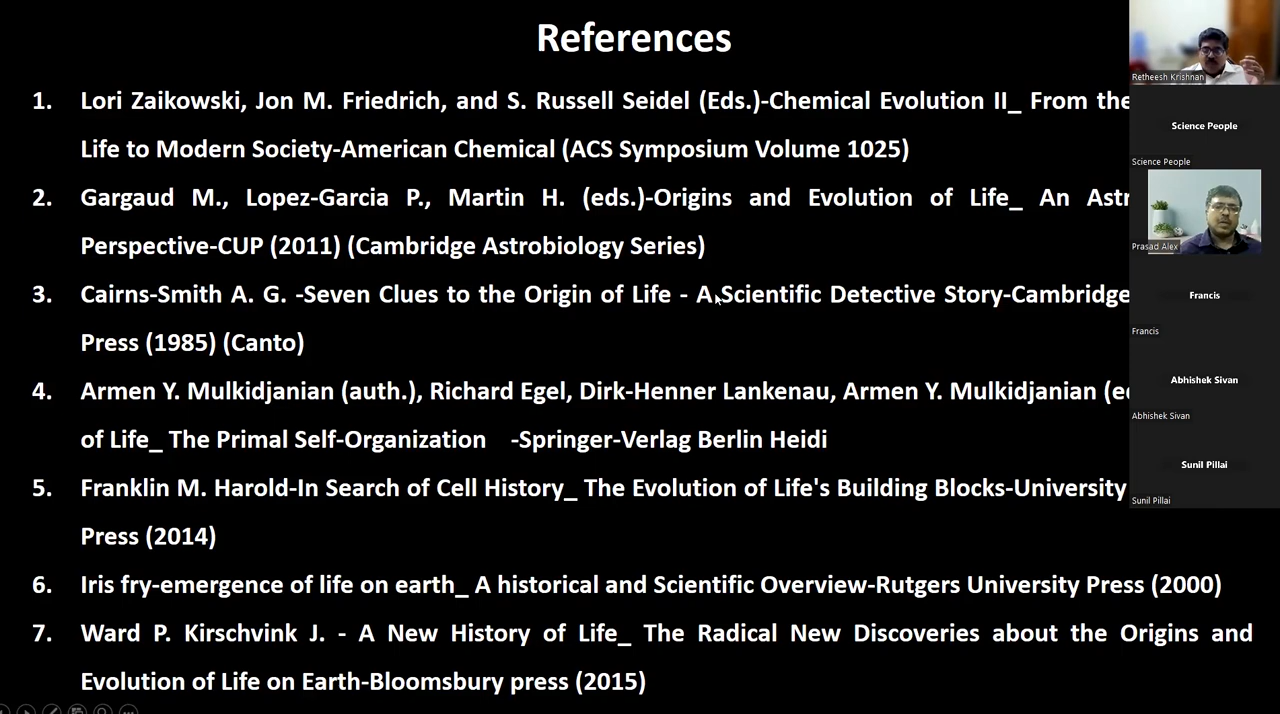 References
1. Lori Zaikowski, Jon M. Friedrich, and S. Russell Seidel (Eds.)-Chemical Evolution II_ From the
Life to Modern Society-American Chemical (ACS Symposium Volume 1025)
2. Gargaud M., Lopez-Garcia P., Martin H. (eds.)-Origins and Evolution of Life_ An
Perspective-CUP (2011) (Cambridge Astrobiology Series)
3. Cairns-Smith A. G. -Seven Clues to the Origin of Life - A Scientific Detective Story-Cambridge
Press (1985) (Canto)
4. Armen Y. Mulkidjanian (auth.), Richard Egel, Dirk-Henner Lankenau, Armen Y. Mulkidjanian
of Life_ The Primal Self-Organization -Springer-Verlag Berlin Heidi
5. Franklin M. Harold-In Search of Cell History_ The Evolution of Life's Building Blocks-University
Press (2014)
6. Iris fry-emergence of life on earth_ A historical and Scientific Overview-Rutgers University Press (2000)
7. Ward P. Kirschvink J. - A New History of Life_ The Radical New Discoveries about the Origins and
Evolution of Life on Earth-Bloomsbury press (2015)
Retheesh Krishnan
Science People
Science People
Prasad Alex
Francis
Francis
Abhishek Sivan
Abhishek Sivan
Sunil Pillai
Sunil Pillai